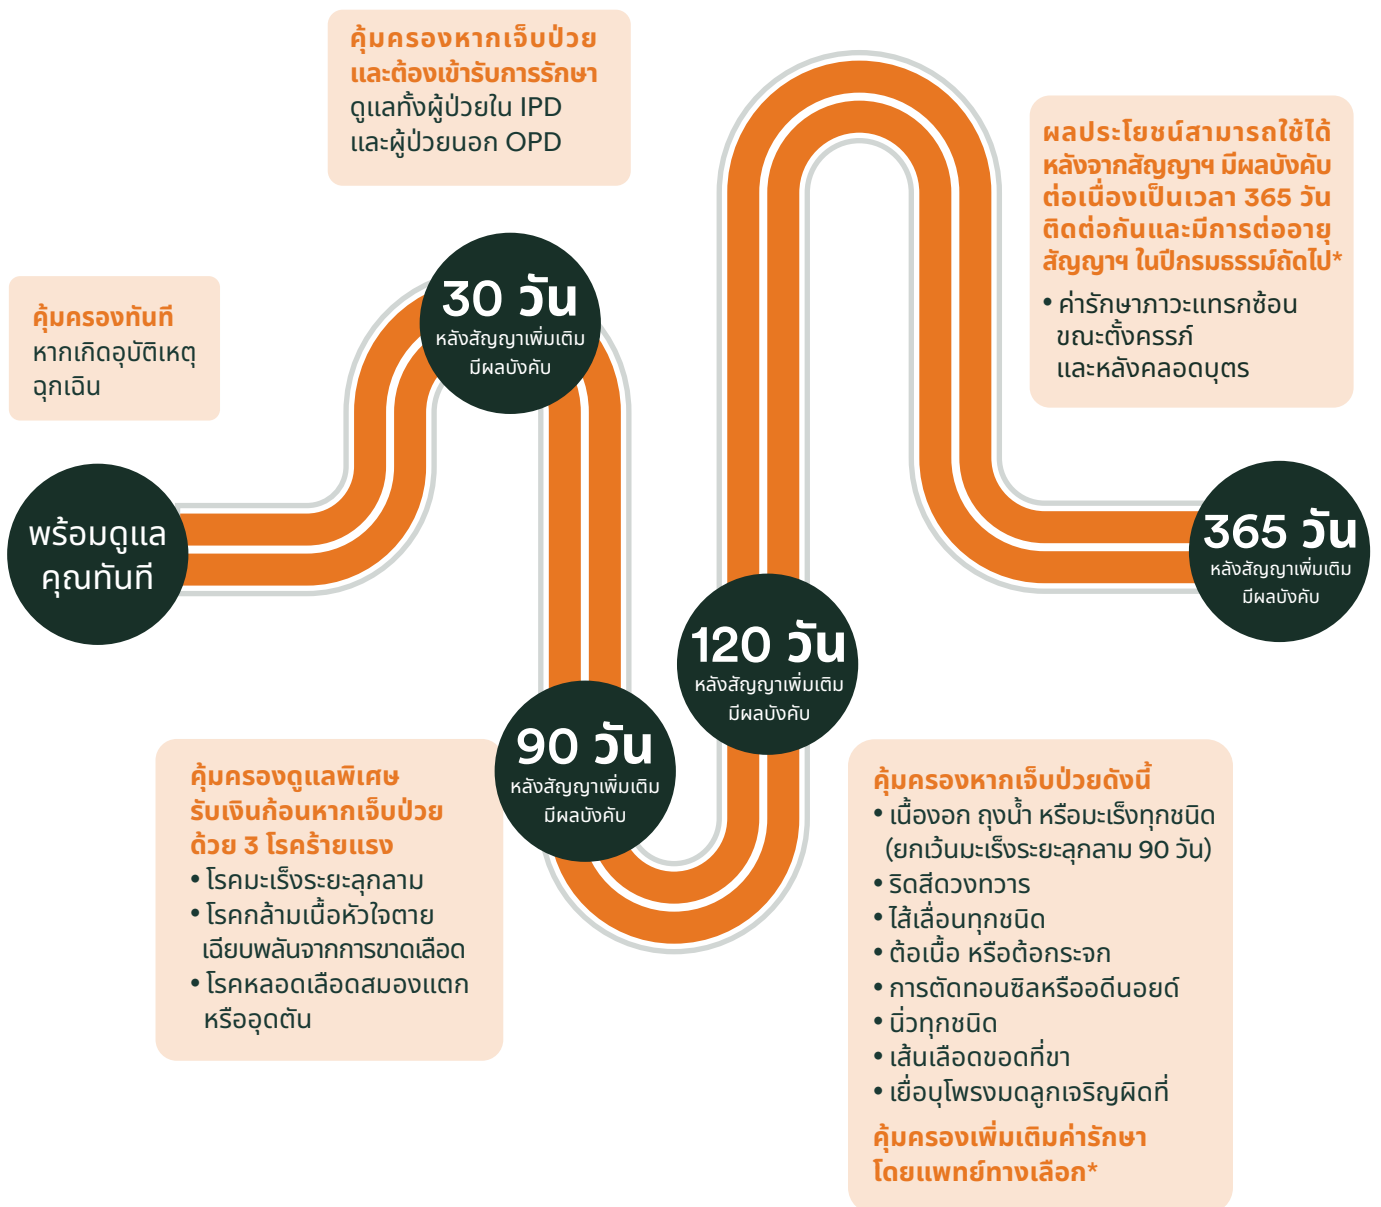 คุ้มครองทันที
หากเกิดอุบัติเหตุ
ฉุกเฉิน
พร้อมดูแล
คุณทันที
คุ้มครองหากเจ็บป่วย
และต้องเข้ารับการรักษา
ดูแลทั้งผู้ป่วยใน IPD
และผู้ป่วยนอก OPD
30 วัน
หลังสัญญาเพิ่มเติม
มีผลบังคับ
90 วัน
หลังสัญญาเพิ่มเติม
มีผลบังคับ
คุ้มครองดูแลพิเศษ
รับเงินก้อนหากเจ็บป่วย
ด้วย 3 โรคร้ายแรง
• โรคมะเร็งระยะลุกลาม
• โรคกล้ามเนื้อหัวใจตาย
เฉียบพลันจากการขาดเลือด
• โรคหลอดเลือดสมองแตก
หรืออุดตัน
120 วัน
หลังสัญญาเพิ่มเติม
มีผลบังคับ
คุ้มครองหากเจ็บป่วยดังนี้
• เนื้องอก ถุงน้ำ หรือมะเร็งทุกชนิด
(ยกเว้นมะเร็งระยะลุกลาม 90 วัน)
• ริดสีดวงทวาร
• ไส้เลื่อนทุกชนิด
• ต้อเนื้อ หรือต้อกระจก
• การตัดทอนซิลหรืออดีนอยด์
• นิ่วทุกชนิด
• เส้นเลือดขอดที่ขา
• เยื่อบุโพรงมดลูกเจริญผิดที่
คุ้มครองเพิ่มเติมค่ารักษา
โดยแพทย์ทางเลือก*
ผลประโยชน์สามารถใช้ได้
หลังจากสัญญาฯ มีผลบังคับ
ต่อเนื่องเป็นเวลา 365 วัน
ติดต่อกันและมีการต่ออายุ
สัญญาฯ ในปีกรมธรรม์ถัดไป*
• ค่ารักษาภาวะแทรกซ้อน
ขณะตั้งครรภ์
และหลังคลอดบุตร
365 วัน
หลังสัญญาเพิ่มเติม
มีผลบังคับ